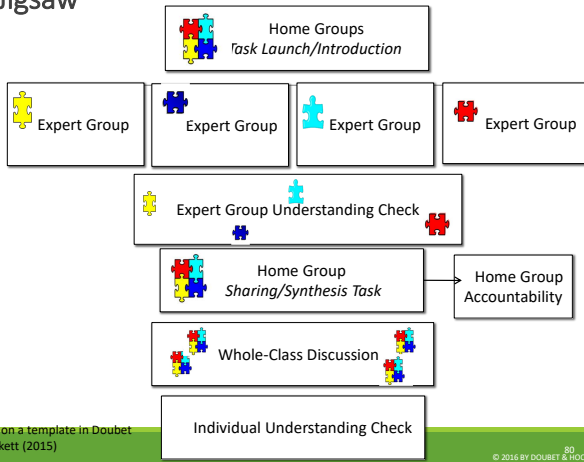 Jigsaw
Home Groups
Task Launch/Introduction
Expert Group
Expert Group
Expert Group
Expert Group
Expert Group Understanding Check
Home Group
Sharing/Synthesis Task
Home Group
Accountability
Whole-Class Discussion
Individual Understanding Check
on a template in Doubet
kett (2015)
80
© 2016 BY DOUBET & HOC